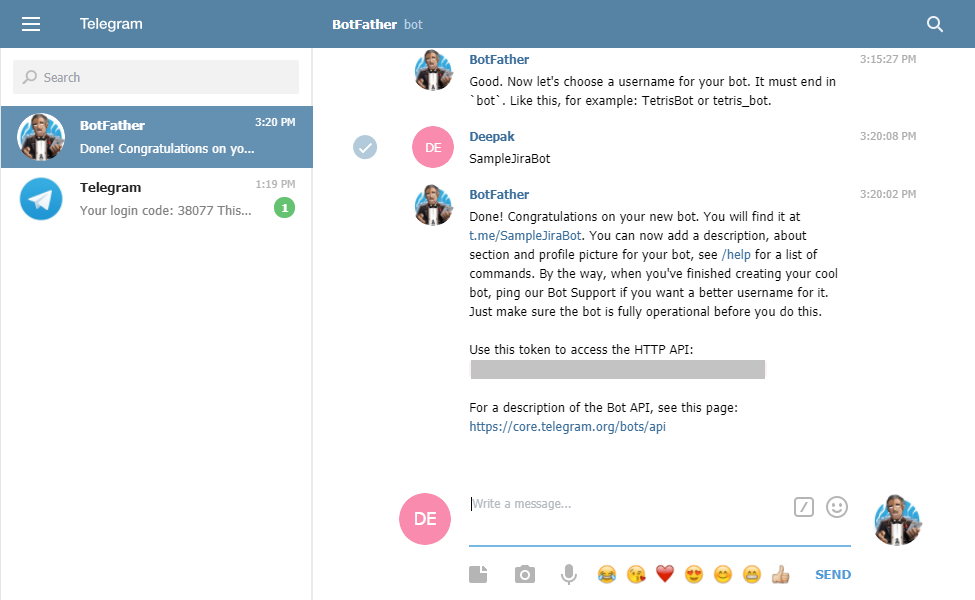 Telegram
BotFather bot
Search
BotFather 3:20 PM
Done! Congratulations on yo...
Telegram 1:19 PM
Your login code: 38077 This... 1
BotFather 3:15:27 PM
Good. Now let's choose a username for your bot. It must end in
`bot`. Like this, for example: TetrisBot or tetris_bot.
DE Deepak 3:20:08 PM
SampleJiraBot
BotFather 3:20:02 PM
Done! Congratulations on your new bot. You will find it at
t.me/SampleJiraBot. You can now add a description, about
section and profile picture for your bot, see /help for a list of
commands. By the way, when you've finished creating your cool
bot, ping our Bot Support if you want a better username for it.
Just make sure the bot is fully operational before you do this.
Use this token to access the HTTP API:
For a description of the Bot API, see this page:
https://core.telegram.org/bots/api
DE Write a message...
SEND